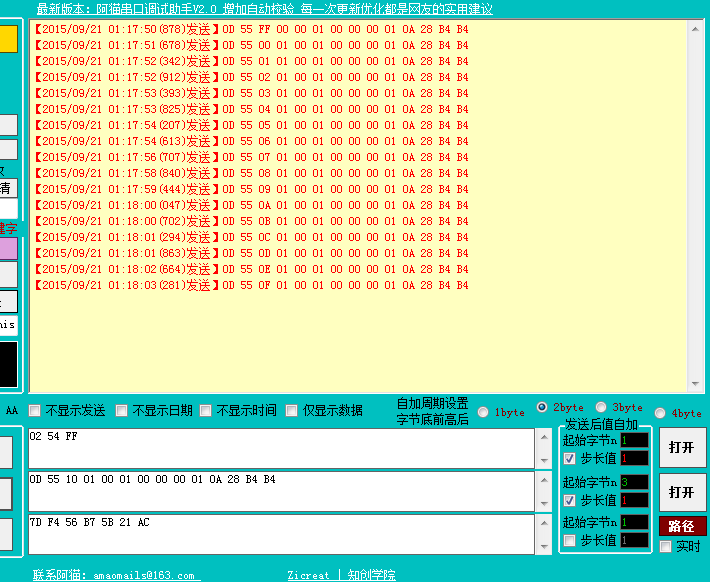 最新版本：阿猫串口调试助手V2.0 增加自动校验 每一次更新优化都是网友的实用建议
【2015/09/21 01:17:50(878)发送】0D 55 FF 00 00 01 00 00 00 01 0A 28 B4 B4
【2015/09/21 01:17:51(678)发送】0D 55 00 01 00 01 00 00 00 01 0A 28 B4 B4
【2015/09/21 01:17:52(342)发送】0D 55 01 01 00 01 00 00 00 01 0A 28 B4 B4
【2015/09/21 01:17:52(912)发送】0D 55 02 01 00 01 00 00 00 01 0A 28 B4 B4
【2015/09/21 01:17:53(393)发送】0D 55 03 01 00 01 00 00 00 01 0A 28 B4 B4
【2015/09/21 01:17:53(825)发送】0D 55 04 01 00 01 00 00 00 01 0A 28 B4 B4
【2015/09/21 01:17:54(207)发送】0D 55 05 01 00 01 00 00 00 01 0A 28 B4 B4
【2015/09/21 01:17:54(613)发送】0D 55 06 01 00 01 00 00 00 01 0A 28 B4 B4
【2015/09/21 01:17:56(707)发送】0D 55 07 01 00 01 00 00 00 01 0A 28 B4 B4
【2015/09/21 01:17:58(840)发送】0D 55 08 01 00 01 00 00 00 01 0A 28 B4 B4
【2015/09/21 01:17:59(444)发送】0D 55 09 01 00 01 00 00 00 01 0A 28 B4 B4
【2015/09/21 01:18:00(047)发送】0D 55 0A 01 00 01 00 00 00 01 0A 28 B4 B4
【2015/09/21 01:18:00(702)发送】0D 55 0B 01 00 01 00 00 00 01 0A 28 B4 B4
【2015/09/21 01:18:01(294)发送】0D 55 0C 01 00 01 00 00 00 01 0A 28 B4 B4
【2015/09/21 01:18:01(863)发送】0D 55 0D 01 00 01 00 00 00 01 0A 28 B4 B4
【2015/09/21 01:18:02(664)发送】0D 55 0E 01 00 01 00 00 00 01 0A 28 B4 B4
【2015/09/21 01:18:03(281)发送】0D 55 0F 01 00 01 00 00 00 01 0A 28 B4 B4
清
建字
his
AA 不显示发送 不显示日期 不显示时间 仅显示数据
自加周期设置
字节底前高后
1byte 2byte 3byte 4byte
02 54 FF
0D 55 10 01 00 01 00 00 00 01 0A 28 B4 B4
7D F4 56 B7 5B 21 AC
发送后值自加
起始字节n 1
步长值 1
起始字节n 3
步长值 1
起始字节n 1
步长值 1
打开
打开
路径
实时
联系阿猫：amaomails@163.com
Zicreat | 知创学院